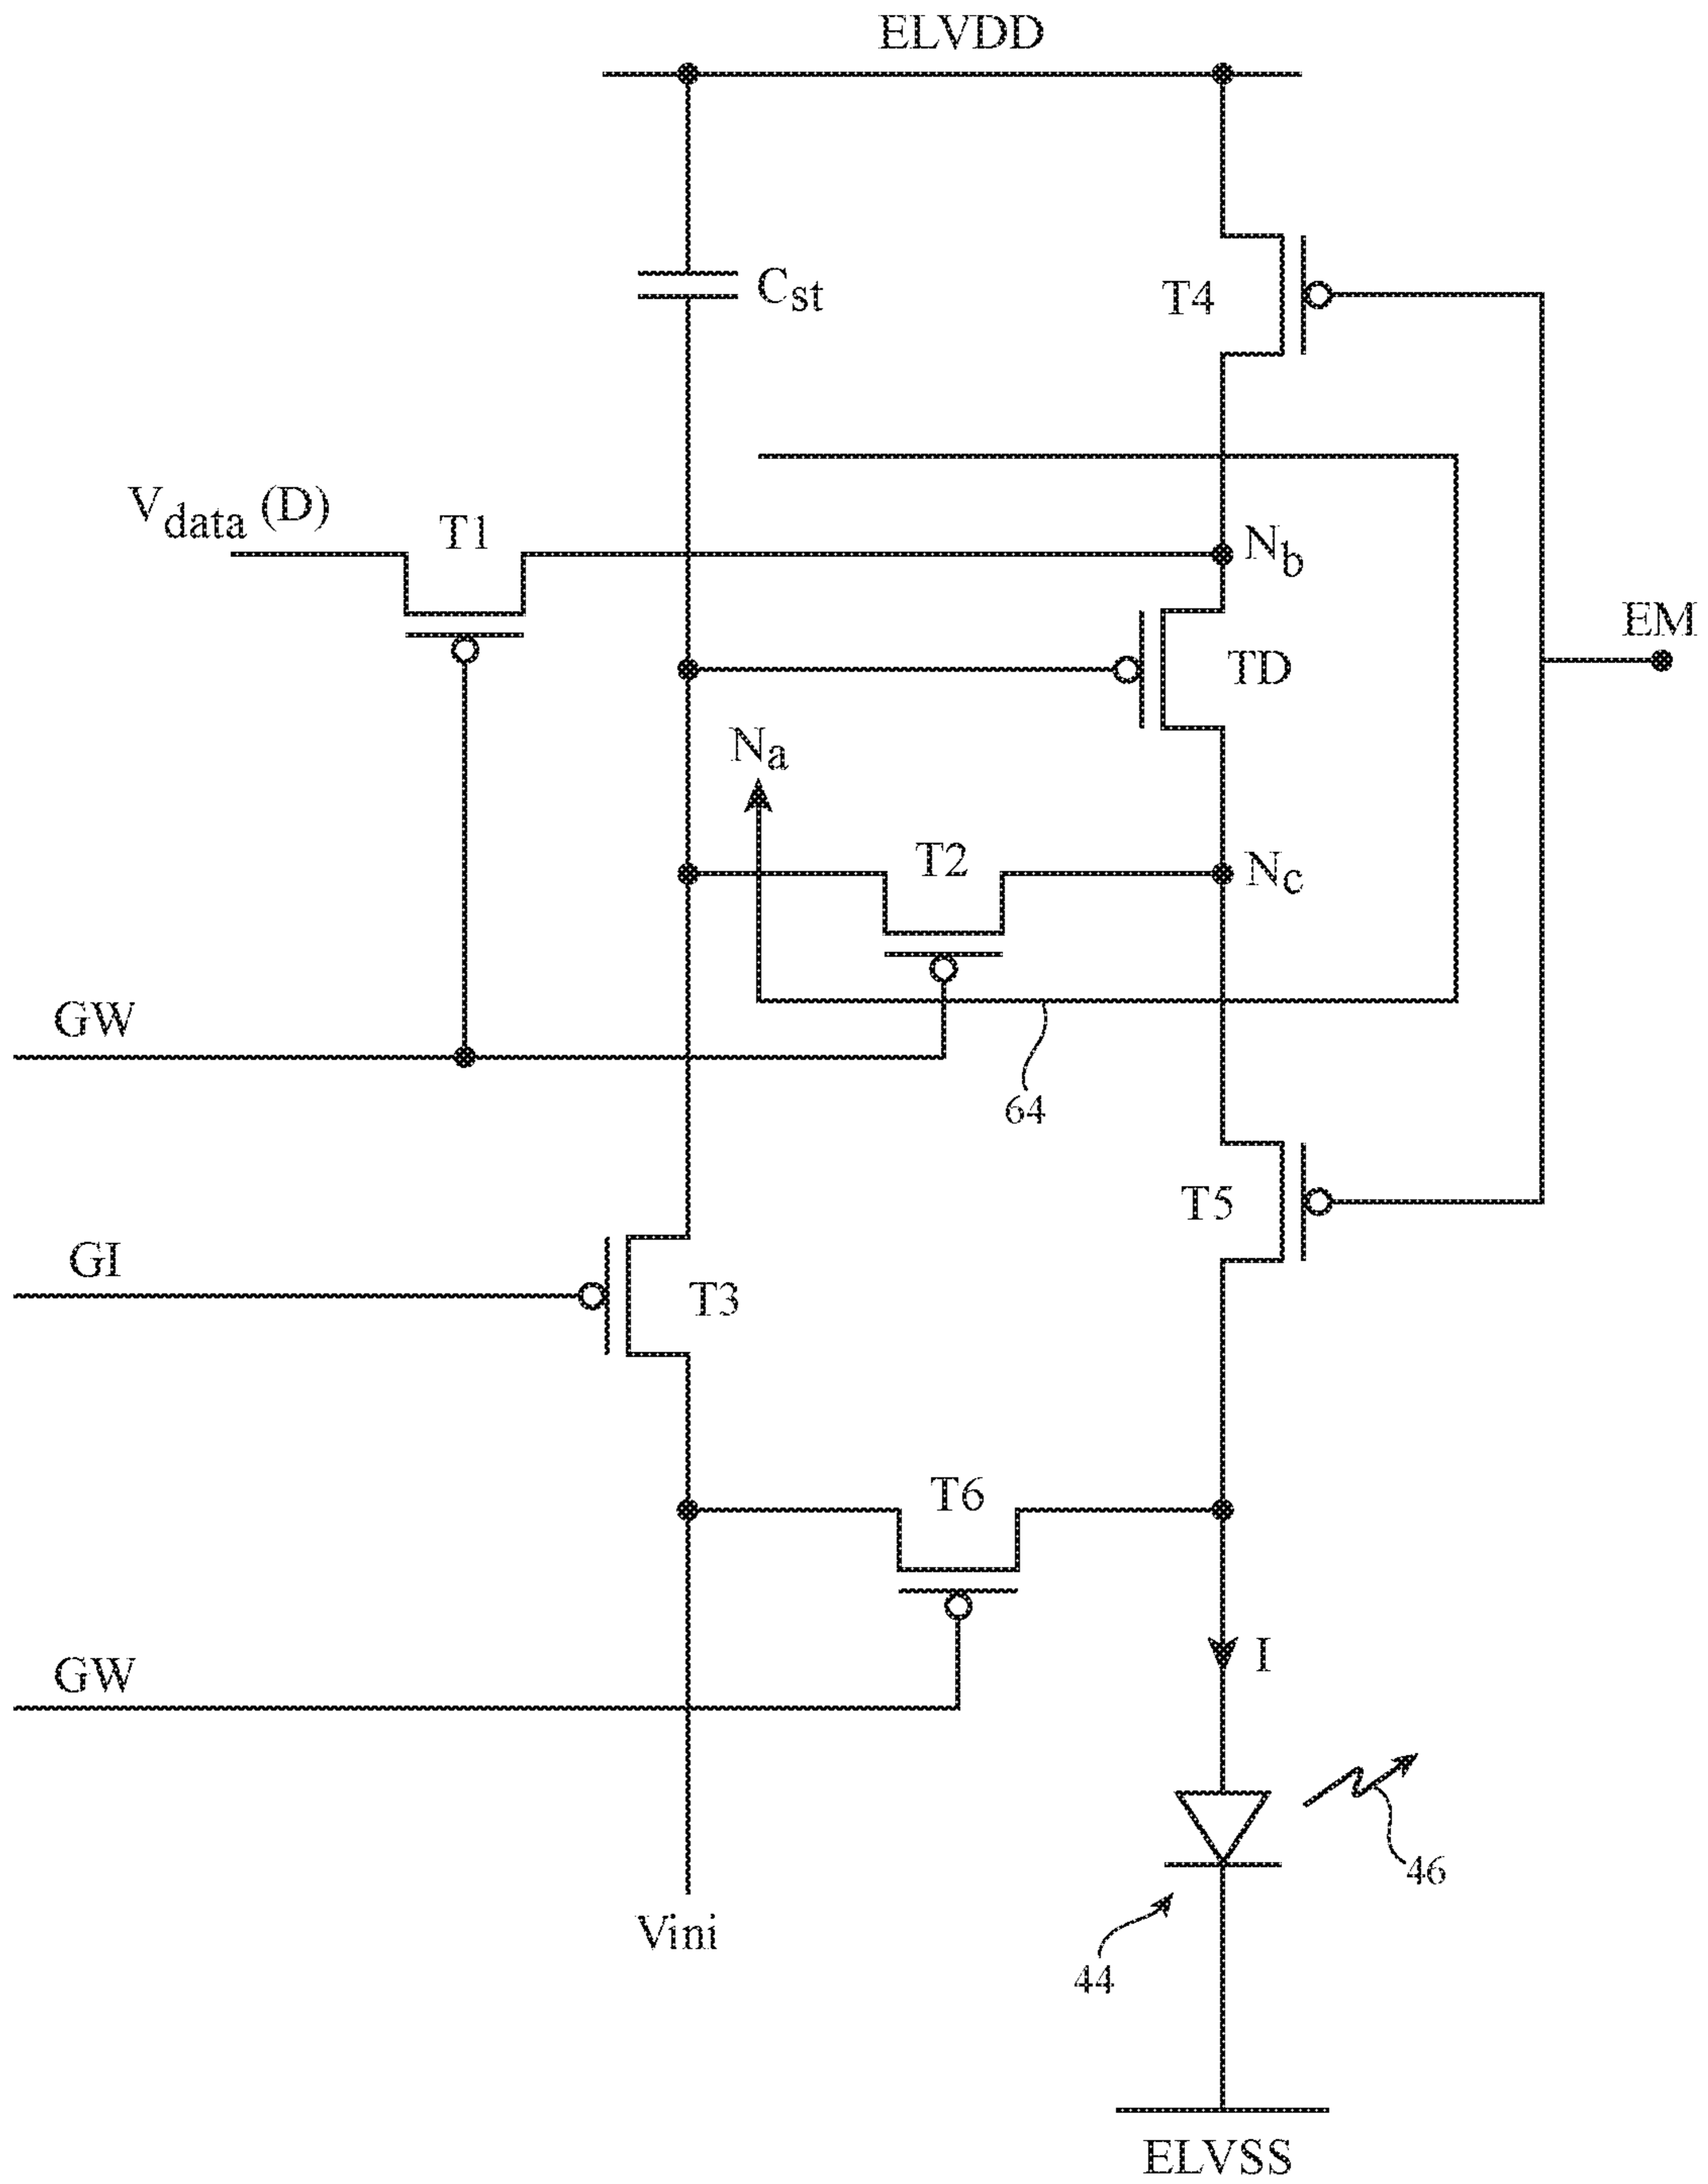 ELVDD
Cst
T4
Vdata (D)
T1
Nb
EM
TD
Na
T2
Nc
GW
64
T5
GI
T3
T6
I
GW
46
Vini
44
ELVSS